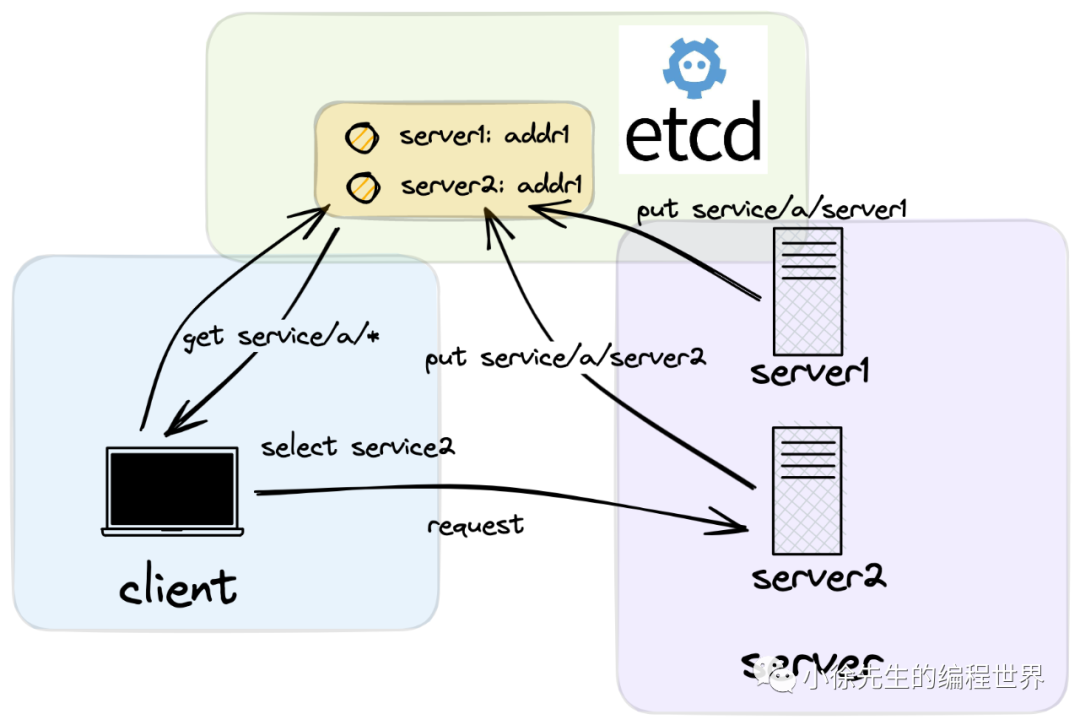 etcd
server1: addr1
server2: addr1
put service/a/server1
get service/a/*
put service/a/server2
server1
select service2
request
client
server2
server
小徐先生的编程世界